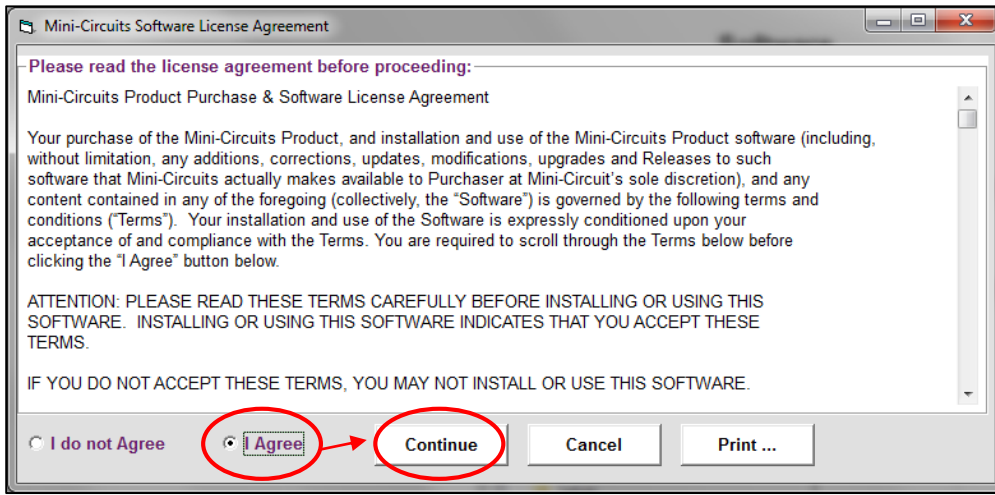 Mini-Circuits Software License Agreement
Please read the license agreement before proceeding:
Mini-Circuits Product Purchase & Software License Agreement
Your purchase of the Mini-Circuits Product, and installation and use of the Mini-Circuits Product software (including,
without limitation, any additions, corrections, updates, modifications, upgrades and Releases to such
software that Mini-Circuits actually makes available to Purchaser at Mini-Circuit's sole discretion), and any
content contained in any of the foregoing (collectively, the “Software”) is governed by the following terms and
conditions (“Terms”).  Your installation and use of the Software is expressly conditioned upon your
acceptance of and compliance with the Terms. You are required to scroll through the Terms below before
clicking the “I Agree” button below.
ATTENTION: PLEASE READ THESE TERMS CAREFULLY BEFORE INSTALLING OR USING THIS
SOFTWARE.  INSTALLING OR USING THIS SOFTWARE INDICATES THAT YOU ACCEPT THESE
TERMS.
IF YOU DO NOT ACCEPT THESE TERMS, YOU MAY NOT INSTALL OR USE THIS SOFTWARE.
I do not Agree I Agree Continue Cancel Print ...